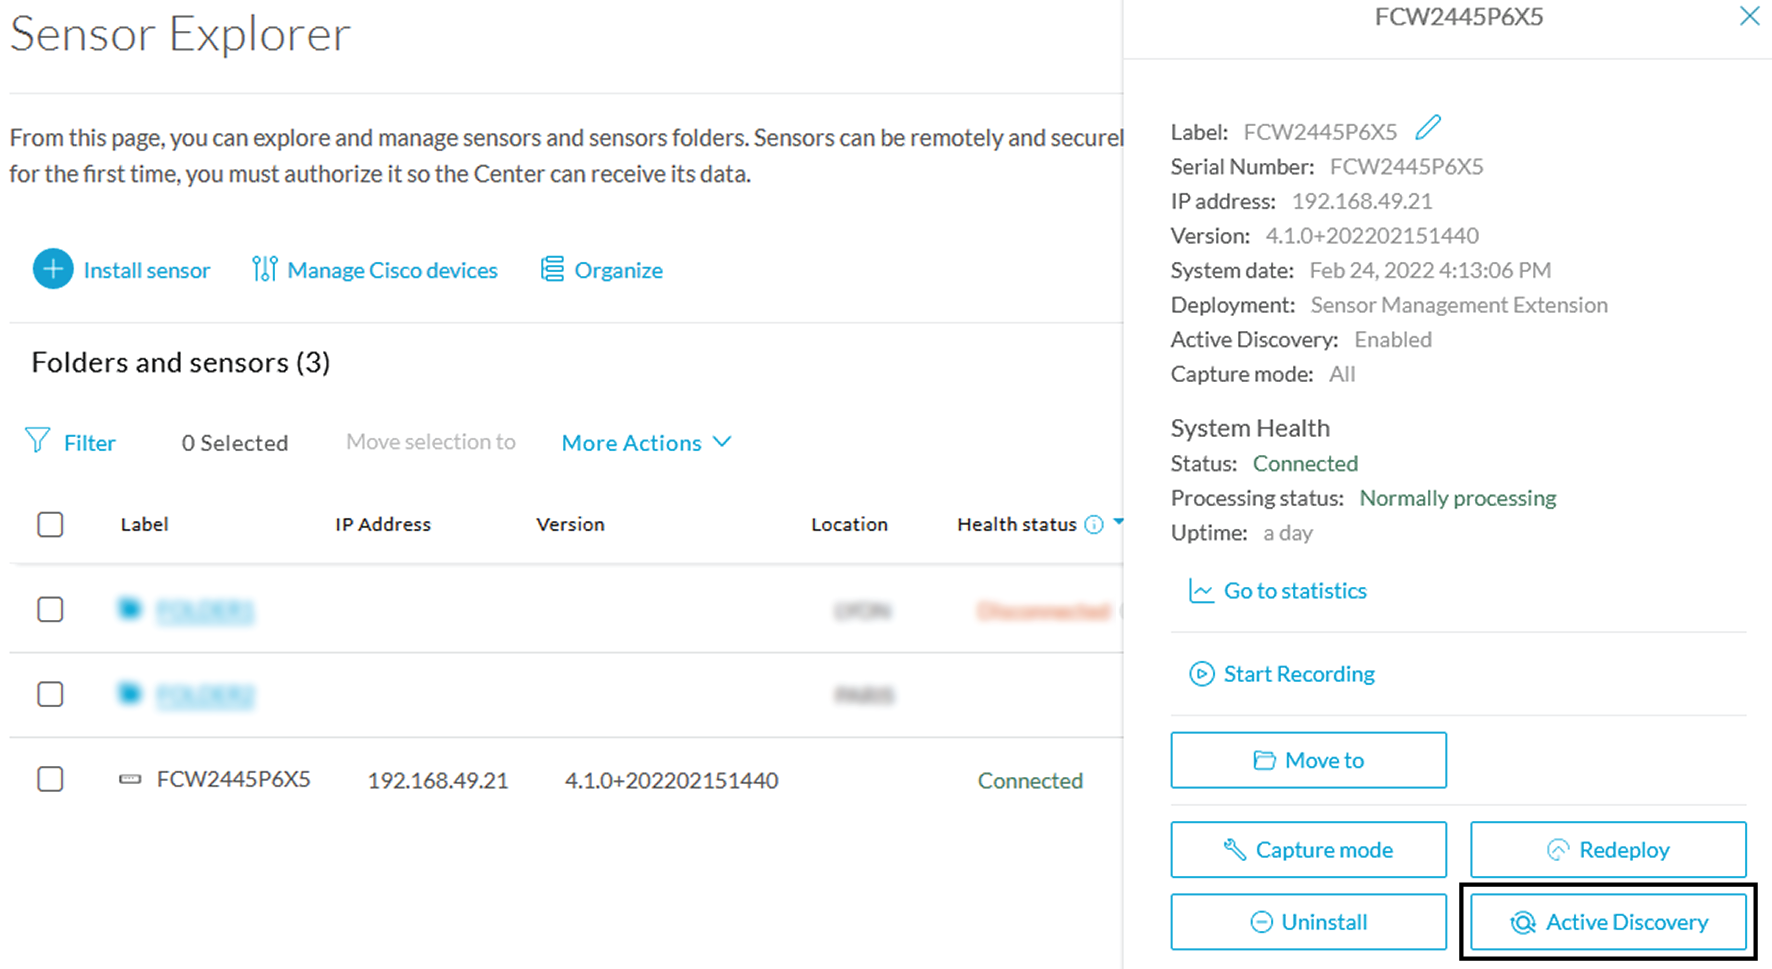 Sensor Explorer
From this page, you can explore and manage sensors and sensors folders. Sensors can be remotely and securel
for the first time, you must authorize it so the Center can receive its data.
Install sensor
Manage Cisco devices
Organize
Folders and sensors (3)
Filter
0 Selected
Move selection to
More Actions
Label IP Address Version Location Health status
FOLDER1 LYON Disconnected
FOLDER2 PARIS
FCW2445P6X5 192.168.49.21 4.1.0+202202151440 Connected
FCW2445P6X5
Label: FCW2445P6X5
Serial Number: FCW2445P6X5
IP address: 192.168.49.21
Version: 4.1.0+202202151440
System date: Feb 24, 2022 4:13:06 PM
Deployment: Sensor Management Extension
Active Discovery: Enabled
Capture mode: All
System Health
Status: Connected
Processing status: Normally processing
Uptime: a day
Go to statistics
Start Recording
Move to
Capture mode
Redeploy
Uninstall
Active Discovery